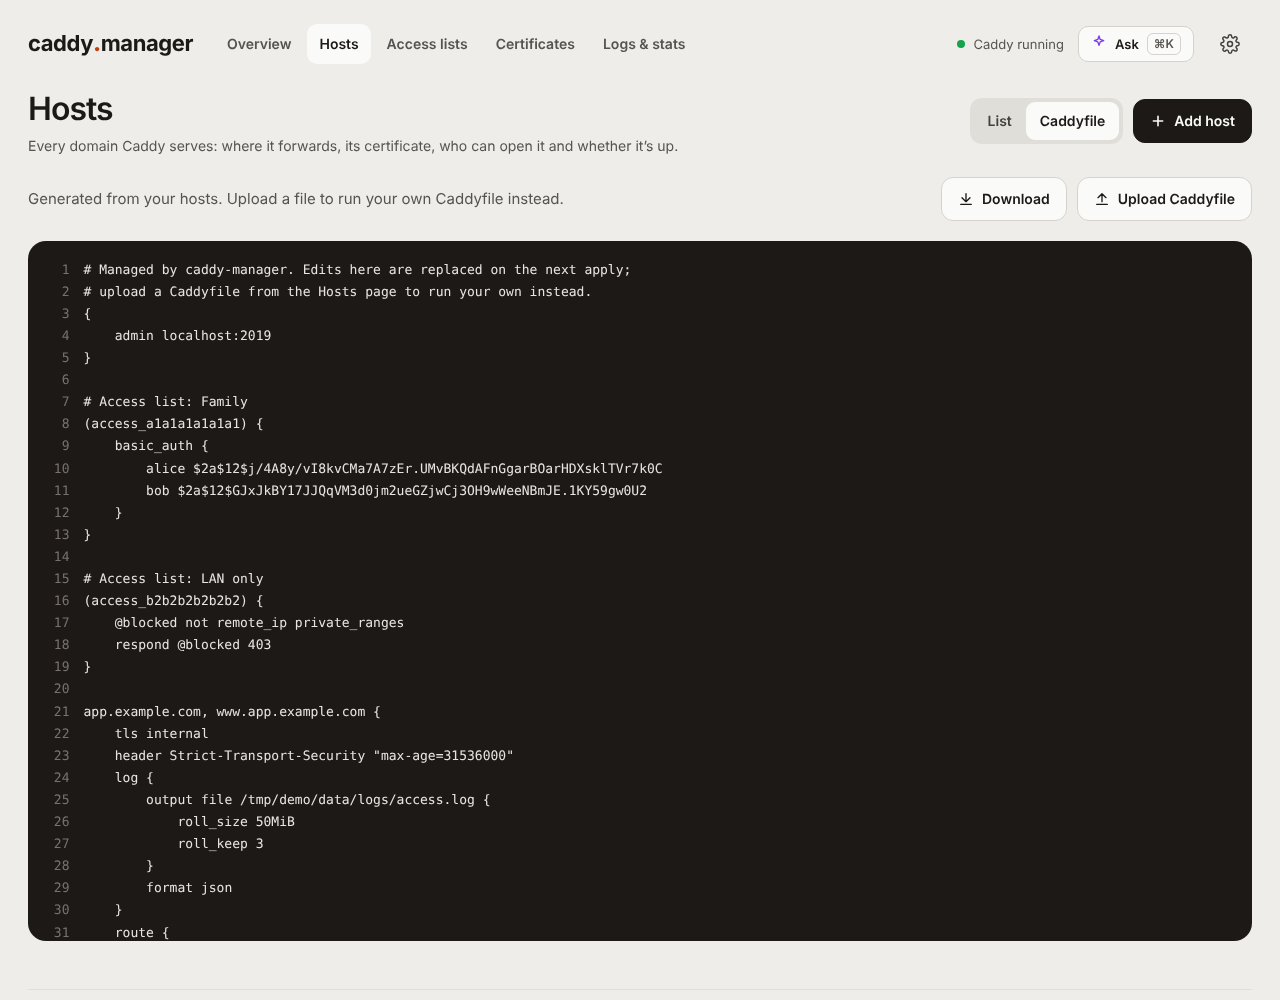 caddy.manager
Overview
Hosts
Access lists
Certificates
Logs & stats
Caddy running
Ask
⌘K
Hosts
Every domain Caddy serves: where it forwards, its certificate, who can open it and whether it’s up.
List
Caddyfile
Add host
Generated from your hosts. Upload a file to run your own Caddyfile instead.
Download
Upload Caddyfile
1 # Managed by caddy-manager. Edits here are replaced on the next apply;
2 # upload a Caddyfile from the Hosts page to run your own instead.
3 {
4     admin localhost:2019
5 }
6
7 # Access list: Family
8 (access_a1a1a1a1a1a1) {
9     basic_auth {
10         alice $2a$12$j/4A8y/vI8kvCMa7A7zEr.UMvBKQdAFnGgarBOarHDXsklTVr7k0C
11         bob $2a$12$GJxJkBY17JJQqVM3d0jm2ueGZjwCj3OH9wWeeNBmJE.1KY59gw0U2
12     }
13 }
14
15 # Access list: LAN only
16 (access_b2b2b2b2b2b2) {
17     @blocked not remote_ip private_ranges
18     respond @blocked 403
19 }
20
21 app.example.com, www.app.example.com {
22     tls internal
23     header Strict-Transport-Security "max-age=31536000"
24     log {
25         output file /tmp/demo/data/logs/access.log {
26             roll_size 50MiB
27             roll_keep 3
28         }
29         format json
30     }
31     route {